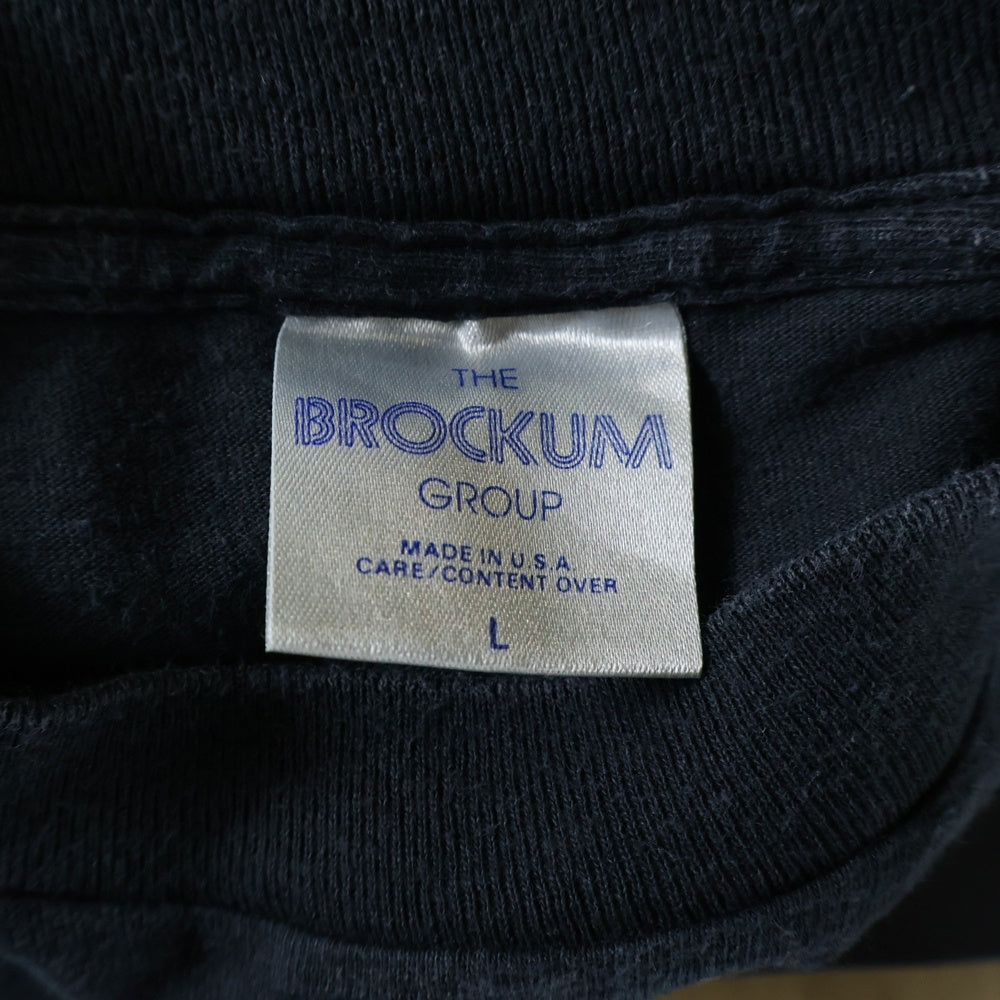 THE
BROCKUM
GROUP
MADE IN U.S.A.
CARE/CONTENT OVER
L